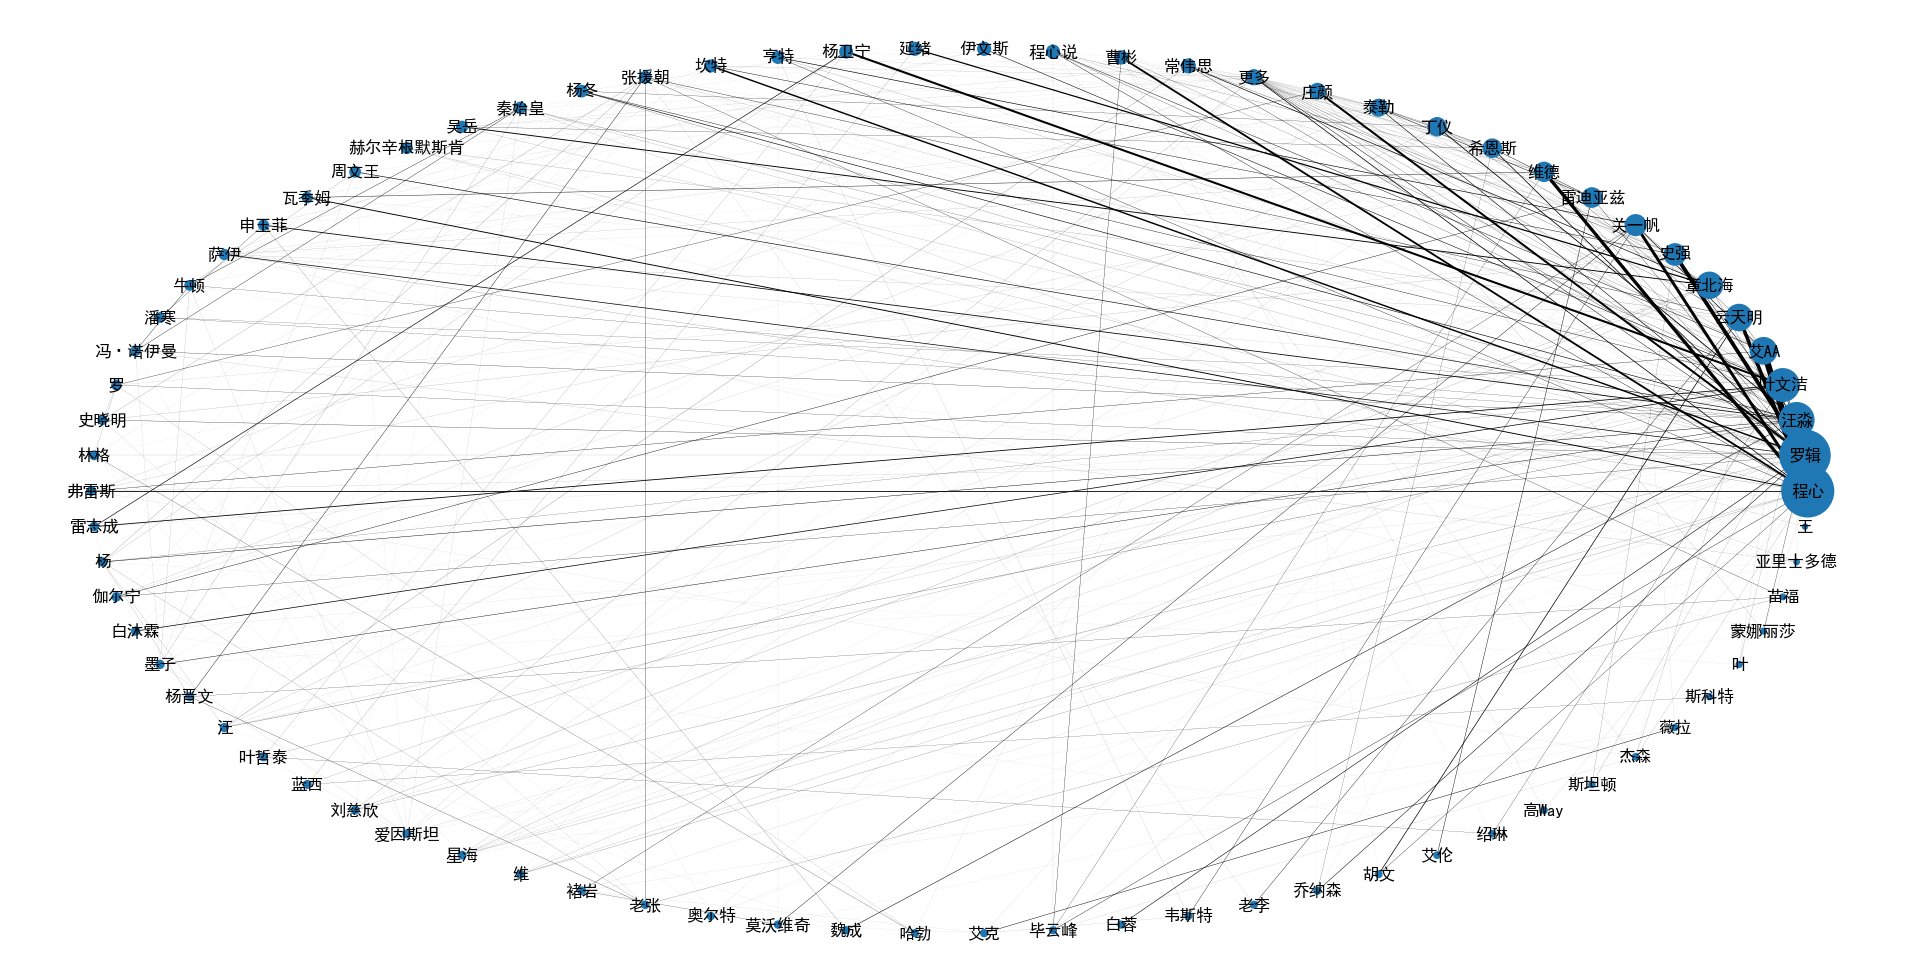 程心说
延绪
伊文斯
杨卫宁
曹彬
亨特
坎特
常伟思
张援朝
更多
杨冬
庄颜
秦始皇
泰勒
吴岳
丁仪
赫尔辛根默斯肯
希恩斯
周文王
维德
瓦季姆
雷迪亚兹
申玉菲
关一帆
萨伊
史强
牛顿
章北海
潘寒
云天明
冯·诺伊曼
艾AA
罗
叶文洁
史晓明
汪淼
林格
罗辑
弗雷斯
程心
雷志成
王
杨
亚里士多德
伽尔宁
苗福
白沐霖
蒙娜丽莎
墨子
叶
杨晋文
斯科特
汪
薇拉
叶哲泰
杰森
蓝西
斯坦顿
刘慈欣
高Way
爱因斯坦
绍琳
星海
艾伦
维
胡文
褚岩
乔纳森
老张
老李
奥尔特
韦斯特
莫沃维奇
白蓉
魏成
毕云峰
哈勃
艾克